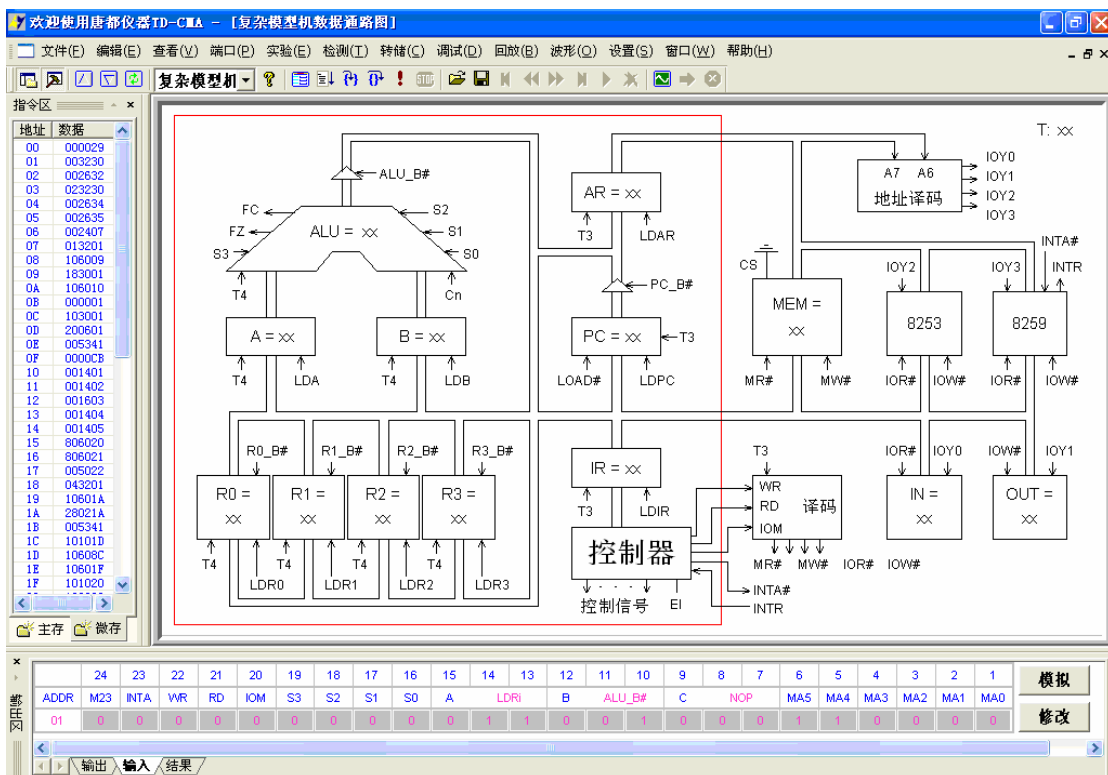 欢迎使用唐都仪器TD-CMA - [复杂模型机数据通路图]
文件(F) 编辑(E) 查看(V) 端口(P) 实验(E) 检测(T) 转储(C) 调试(D) 回放(B) 波形(O) 设置(S) 窗口(W) 帮助(H)
复杂模型机
指令区
地址 数据
00 000029
01 003230
02 002632
03 023230
04 002634
05 002635
06 002407
07 013201
08 106009
09 183001
0A 106010
0B 000001
0C 103001
0D 200601
0E 005341
0F 0000CB
10 001401
11 001402
12 001603
13 001404
14 001405
15 806020
16 806021
17 005022
18 043201
19 10601A
1A 28021A
1B 005341
1C 10101D
1D 10608C
1E 10601F
1F 101020
主存 微存
T: xx
ALU_B#
FC
FZ
S3
S2
S1
S0
ALU = xx
T4
Cn
A = xx
B = xx
T4 LDA
T4 LDB
R0_B# R1_B# R2_B# R3_B#
R0 = xx
R1 = xx
R2 = xx
R3 = xx
T4 T4 T4 T4
LDR0 LDR1 LDR2 LDR3
AR = xx
T3 LDAR
PC_B#
PC = xx
T3
LOAD# LDPC
IR = xx
T3 LDIR
控制器
控制信号 EI
INTA#
INTR
T3
WR
RD
IOM
译码
MR# MW# IOR# IOW#
CS
MEM = xx
MR# MW#
A7 A6
地址译码
IOY0
IOY1
IOY2
IOY3
INTA#
INTR
IOY2
8253
IOR# IOW#
IOY3
8259
IOR# IOW#
IOR# IOY0
IN = xx
IOW# IOY1
OUT = xx
24 23 22 21 20 19 18 17 16 15 14 13 12 11 10 9 8 7 6 5 4 3 2 1
ADDR M23 INTA WR RD IOM S3 S2 S1 S0 A LDRi B ALU_B# C NOP MA5 MA4 MA3 MA2 MA1 MA0
01 0 0 0 0 0 0 0 0 0 0 1 1 0 0 1 0 0 0 1 1 0 0 0 0
模拟
修改
输出 输入 结果